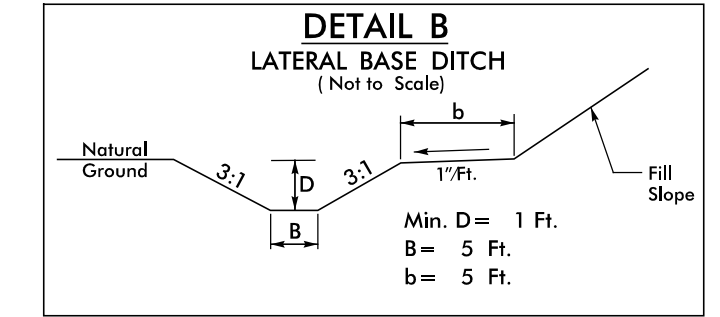 DETAIL B
LATERAL BASE DITCH
( Not to Scale)
b
Natural
Ground
3:1
D
3:1
1"/Ft.
Fill
Slope
B
Min. D = 1 Ft.
B = 5 Ft.
b = 5 Ft.